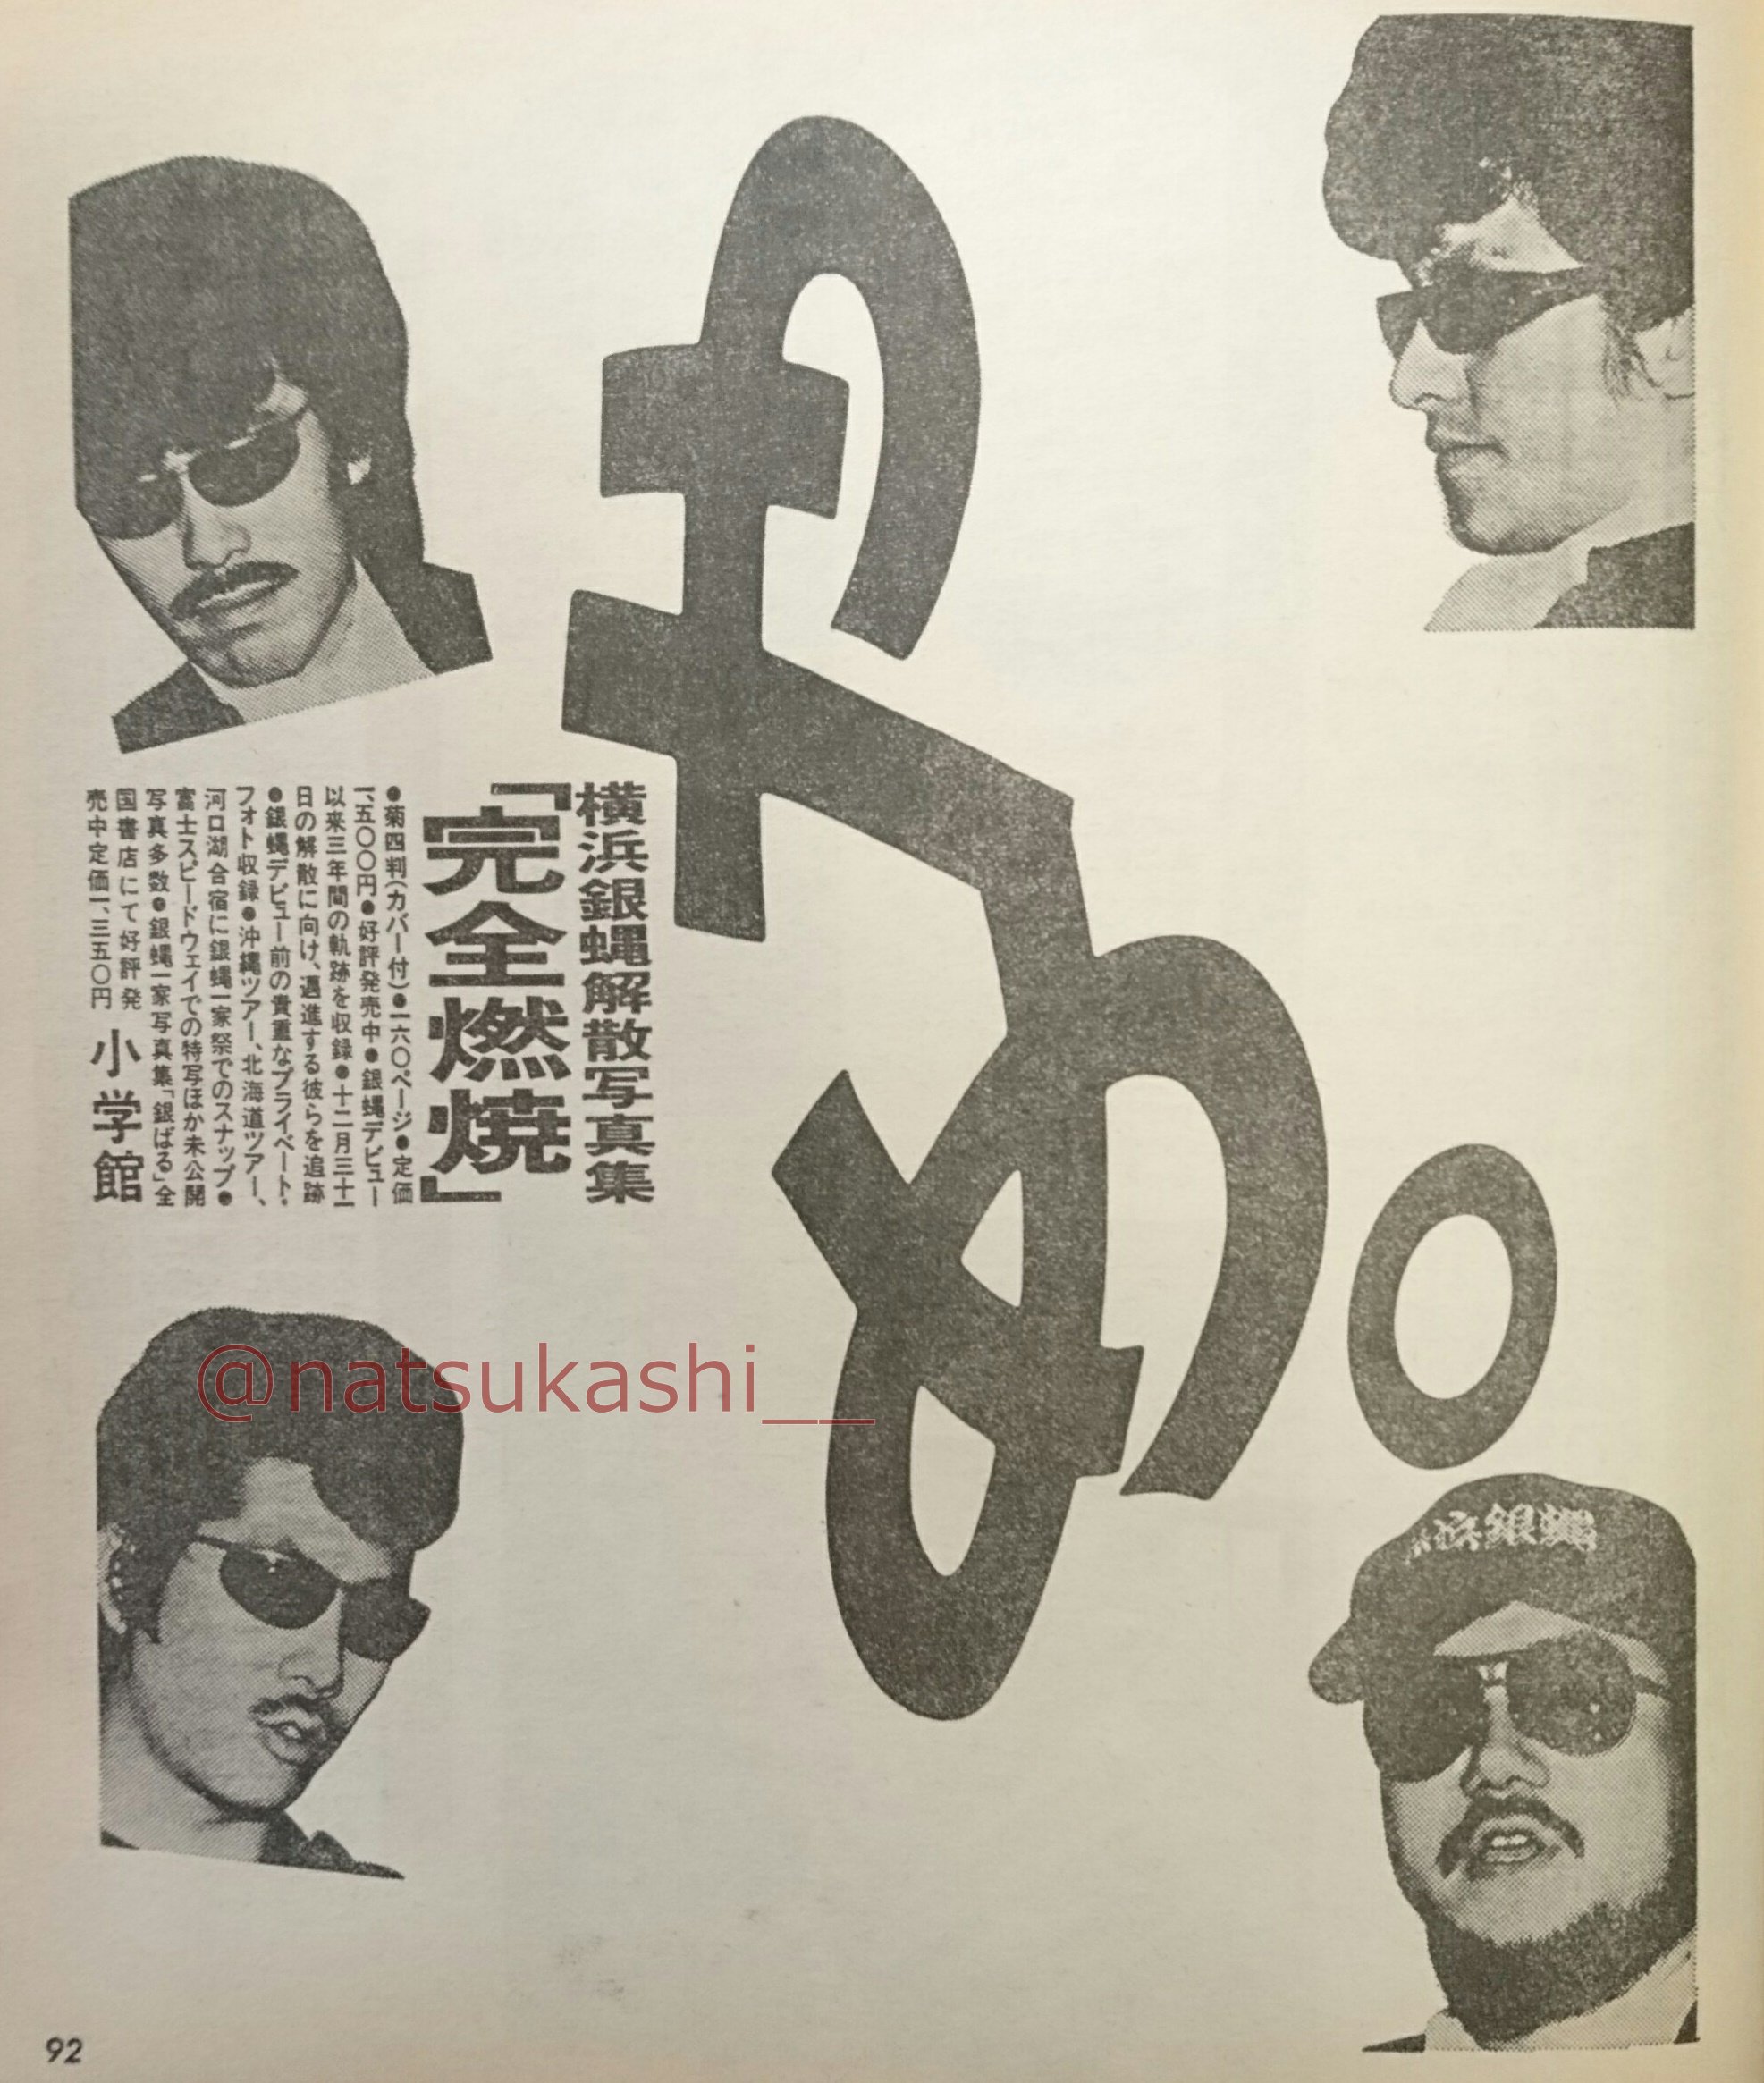 横浜銀蝿解散写真集
「完全燃焼」
●菊四判(カバー付)●一六〇ページ●定価
一、五〇〇円●好評発売中●銀蝿デビュー
以来三年間の軌跡を収録●十二月三十一
日の解散に向け、邁進する彼らを追跡
●銀蝿デビュー前の貴重なプライベート・
フォト収録●沖縄ツアー、北海道ツアー、
河口湖合宿に銀蝿一家祭でのスナップ●
富士スピードウェイでの特写ほか未公開
写真多数●銀蝿一家写真集「銀ばる」全
国書店にて好評発
売中定価一、三五〇円
小学館
@natsukashi__
浜銀蝿
92